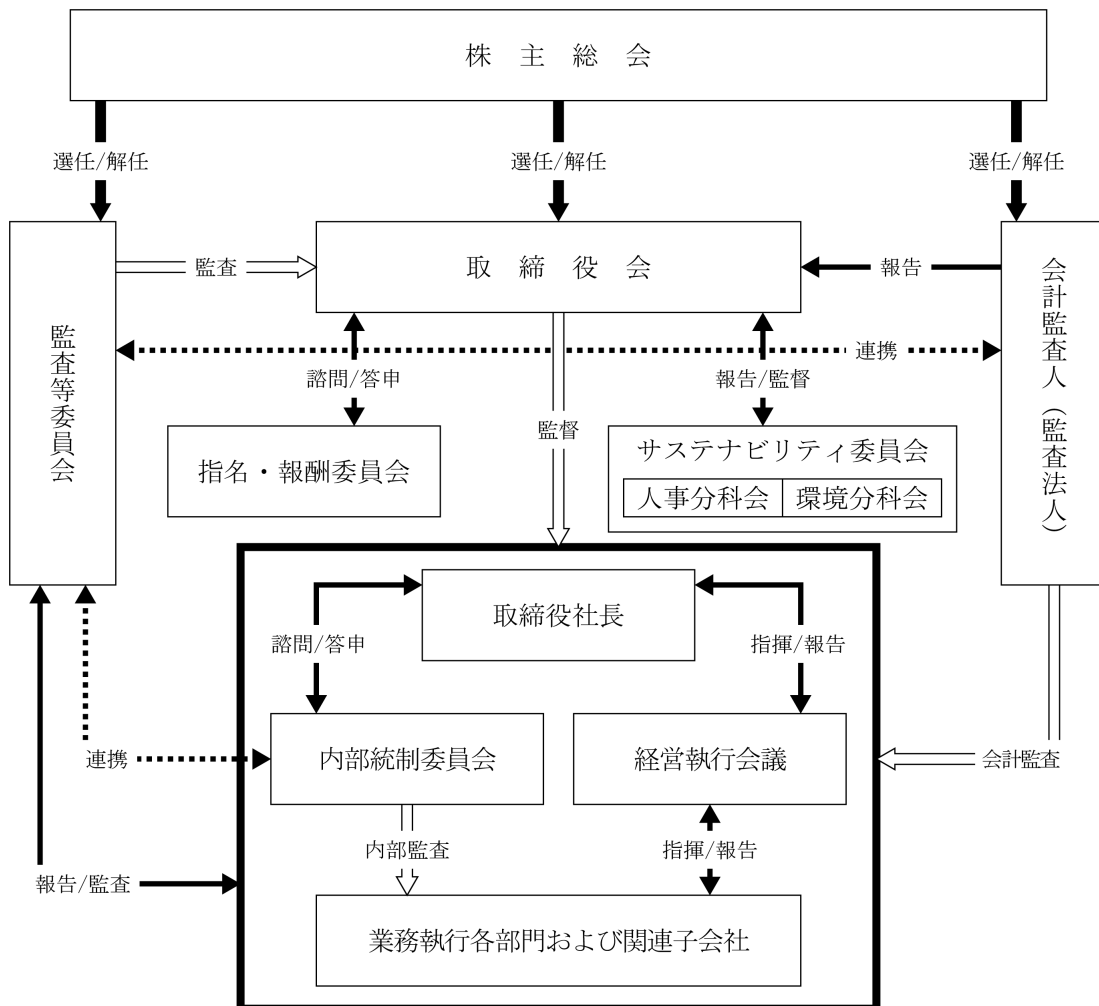 株主総会
選任/解任
選任/解任
選任/解任
監査等委員会
監査
取締役会
報告
会計監査人（監査法人）
連携
諮問/答申
報告/監督
監督
指名・報酬委員会
サステナビリティ委員会
人事分科会
環境分科会
取締役社長
諮問/答申
指揮/報告
連携
内部統制委員会
経営執行会議
会計監査
内部監査
指揮/報告
報告/監査
業務執行各部門および関連子会社